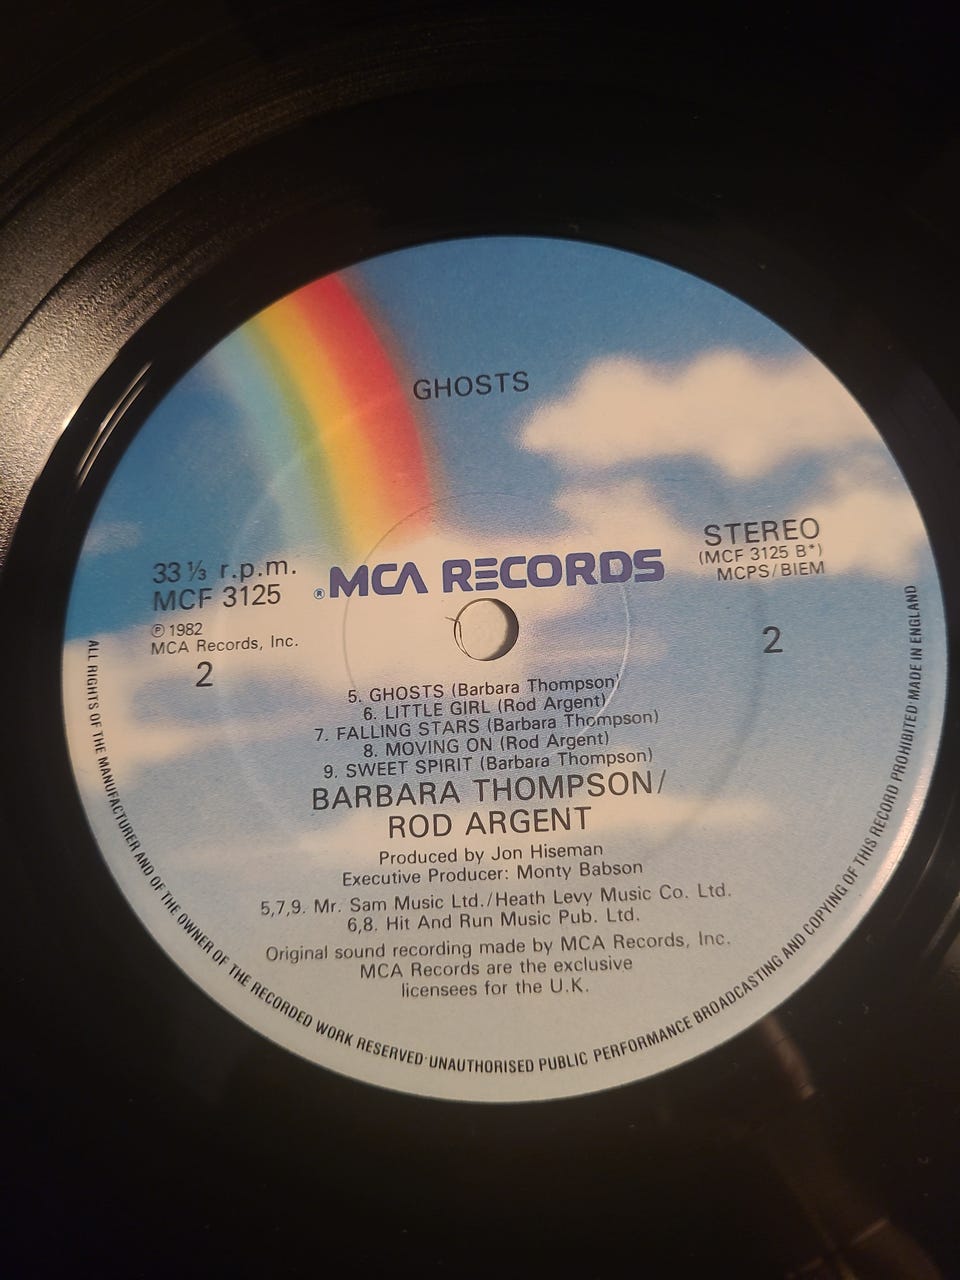 GHOSTS
33 ⅓ r.p.m.
MCF 3125
℗ 1982
MCA Records, Inc.
2
® MCA RECORDS
STEREO
(MCF 3125 B*)
MCPS/BIEM
2
5. GHOSTS (Barbara Thompson)
6. LITTLE GIRL (Rod Argent)
7. FALLING STARS (Barbara Thompson)
8. MOVING ON (Rod Argent)
9. SWEET SPIRIT (Barbara Thompson)
BARBARA THOMPSON/
ROD ARGENT
Produced by Jon Hiseman
Executive Producer: Monty Babson
5,7,9. Mr. Sam Music Ltd./Heath Levy Music Co. Ltd.
6,8. Hit And Run Music Pub. Ltd.
Original sound recording made by MCA Records, Inc.
MCA Records are the exclusive
licensees for the U.K.
ALL RIGHTS OF THE MANUFACTURER AND OF THE OWNER OF THE RECORDED WORK RESERVED·UNAUTHORISED PUBLIC PERFORMANCE BROADCASTING AND COPYING OF THIS RECORD PROHIBITED·MADE IN ENGLAND